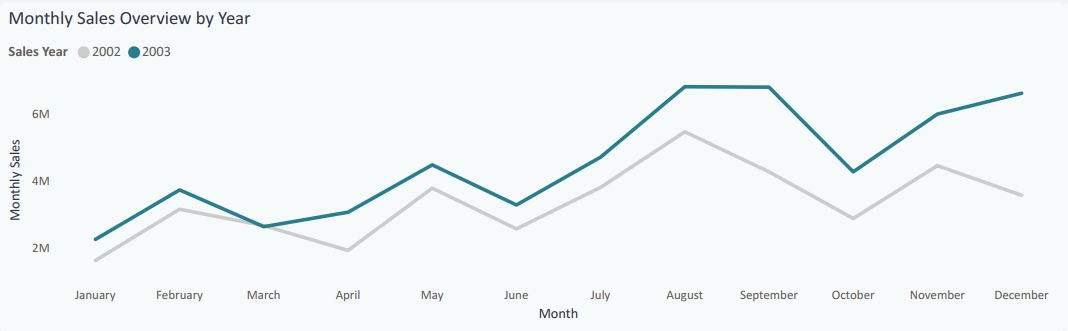 Monthly Sales Overview by Year
Sales Year 2002 2003
6M
4M
2M
Monthly Sales
January February March April May June July August September October November December
Month